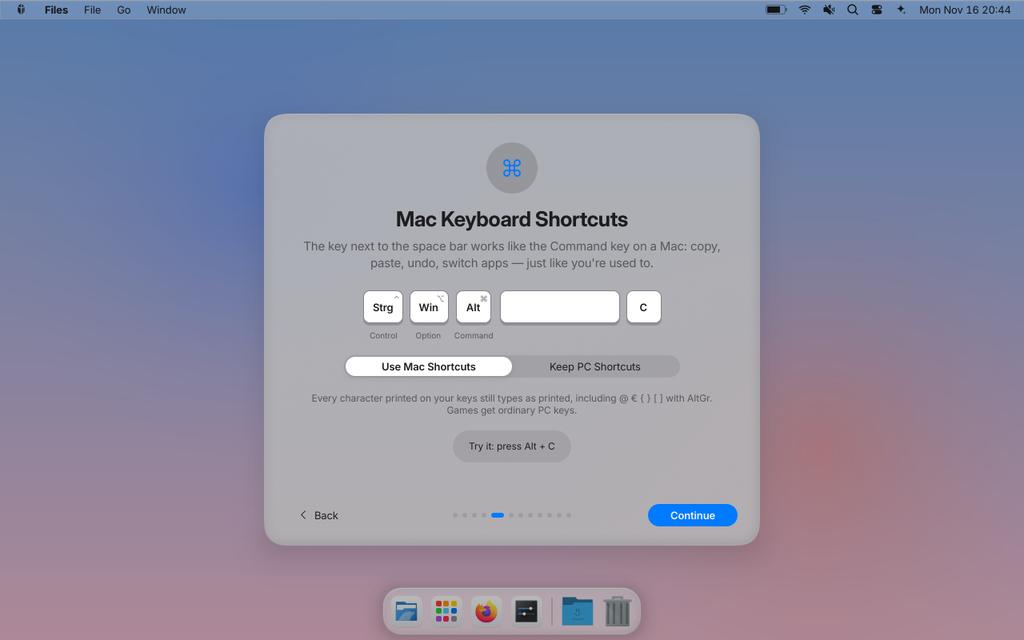 Files File Go Window
Mon Nov 16 20:44
Mac Keyboard Shortcuts
The key next to the space bar works like the Command key on a Mac: copy,
paste, undo, switch apps — just like you're used to.
Strg ^ Win ⌥ Alt ⌘ C
Control Option Command
Use Mac Shortcuts Keep PC Shortcuts
Every character printed on your keys still types as printed, including @ € { } [ ] with AltGr.
Games get ordinary PC keys.
Try it: press Alt + C
Back
Continue